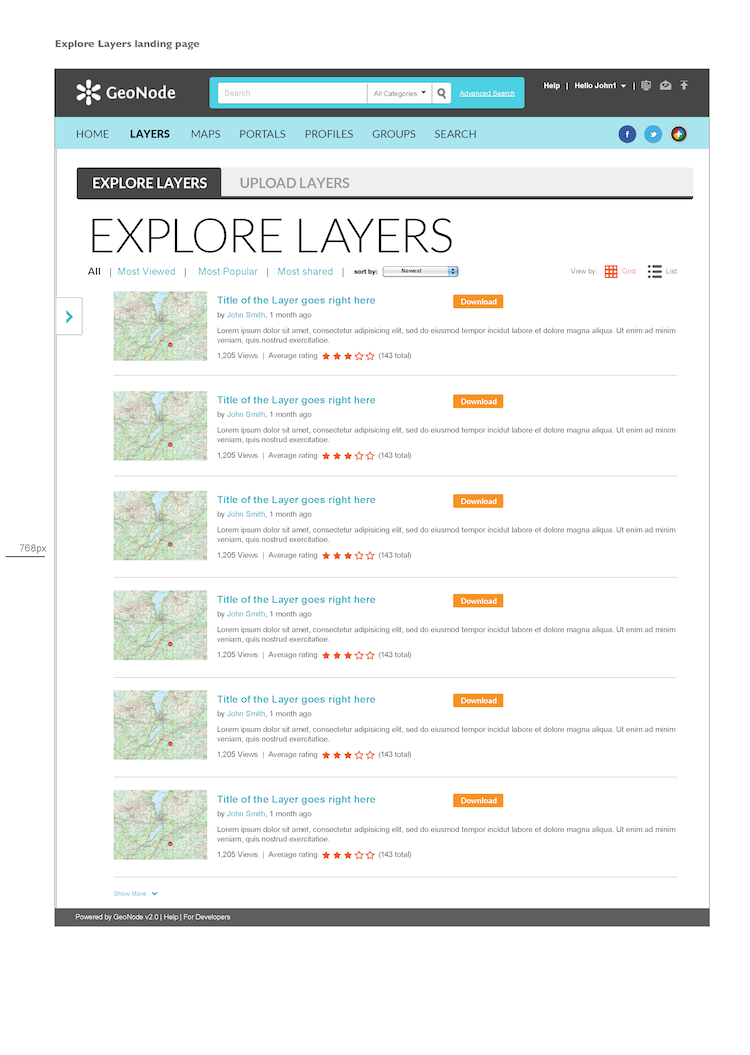 Explore Layers landing page
GeoNode
Search
All Categories
Advanced Search
Help | Hello John1 |
HOME LAYERS MAPS PORTALS PROFILES GROUPS SEARCH
f
EXPLORE LAYERS UPLOAD LAYERS
EXPLORE LAYERS
All | Most Viewed | Most Popular | Most shared | sort by: Newest
View by: Grid List
Title of the Layer goes right here
Download
by John Smith, 1 month ago
Lorem ipsum dolor sit amet, consectetur adipisicing elit, sed do eiusmod tempor incidut labore et dolore magna aliqua. Ut enim ad minim
veniam, quis nostrud exercitatioe.
1,205 Views | Average rating (143 total)
Title of the Layer goes right here
Download
by John Smith, 1 month ago
Lorem ipsum dolor sit amet, consectetur adipisicing elit, sed do eiusmod tempor incidut labore et dolore magna aliqua. Ut enim ad minim
veniam, quis nostrud exercitatioe.
1,205 Views | Average rating (143 total)
Title of the Layer goes right here
Download
by John Smith, 1 month ago
Lorem ipsum dolor sit amet, consectetur adipisicing elit, sed do eiusmod tempor incidut labore et dolore magna aliqua. Ut enim ad minim
veniam, quis nostrud exercitatioe.
1,205 Views | Average rating (143 total)
768px
Title of the Layer goes right here
Download
by John Smith, 1 month ago
Lorem ipsum dolor sit amet, consectetur adipisicing elit, sed do eiusmod tempor incidut labore et dolore magna aliqua. Ut enim ad minim
veniam, quis nostrud exercitatioe.
1,205 Views | Average rating (143 total)
Title of the Layer goes right here
Download
by John Smith, 1 month ago
Lorem ipsum dolor sit amet, consectetur adipisicing elit, sed do eiusmod tempor incidut labore et dolore magna aliqua. Ut enim ad minim
veniam, quis nostrud exercitatioe.
1,205 Views | Average rating (143 total)
Title of the Layer goes right here
Download
by John Smith, 1 month ago
Lorem ipsum dolor sit amet, consectetur adipisicing elit, sed do eiusmod tempor incidut labore et dolore magna aliqua. Ut enim ad minim
veniam, quis nostrud exercitatioe.
1,205 Views | Average rating (143 total)
Show More
Powered by GeoNode v2.0 | Help | For Developers